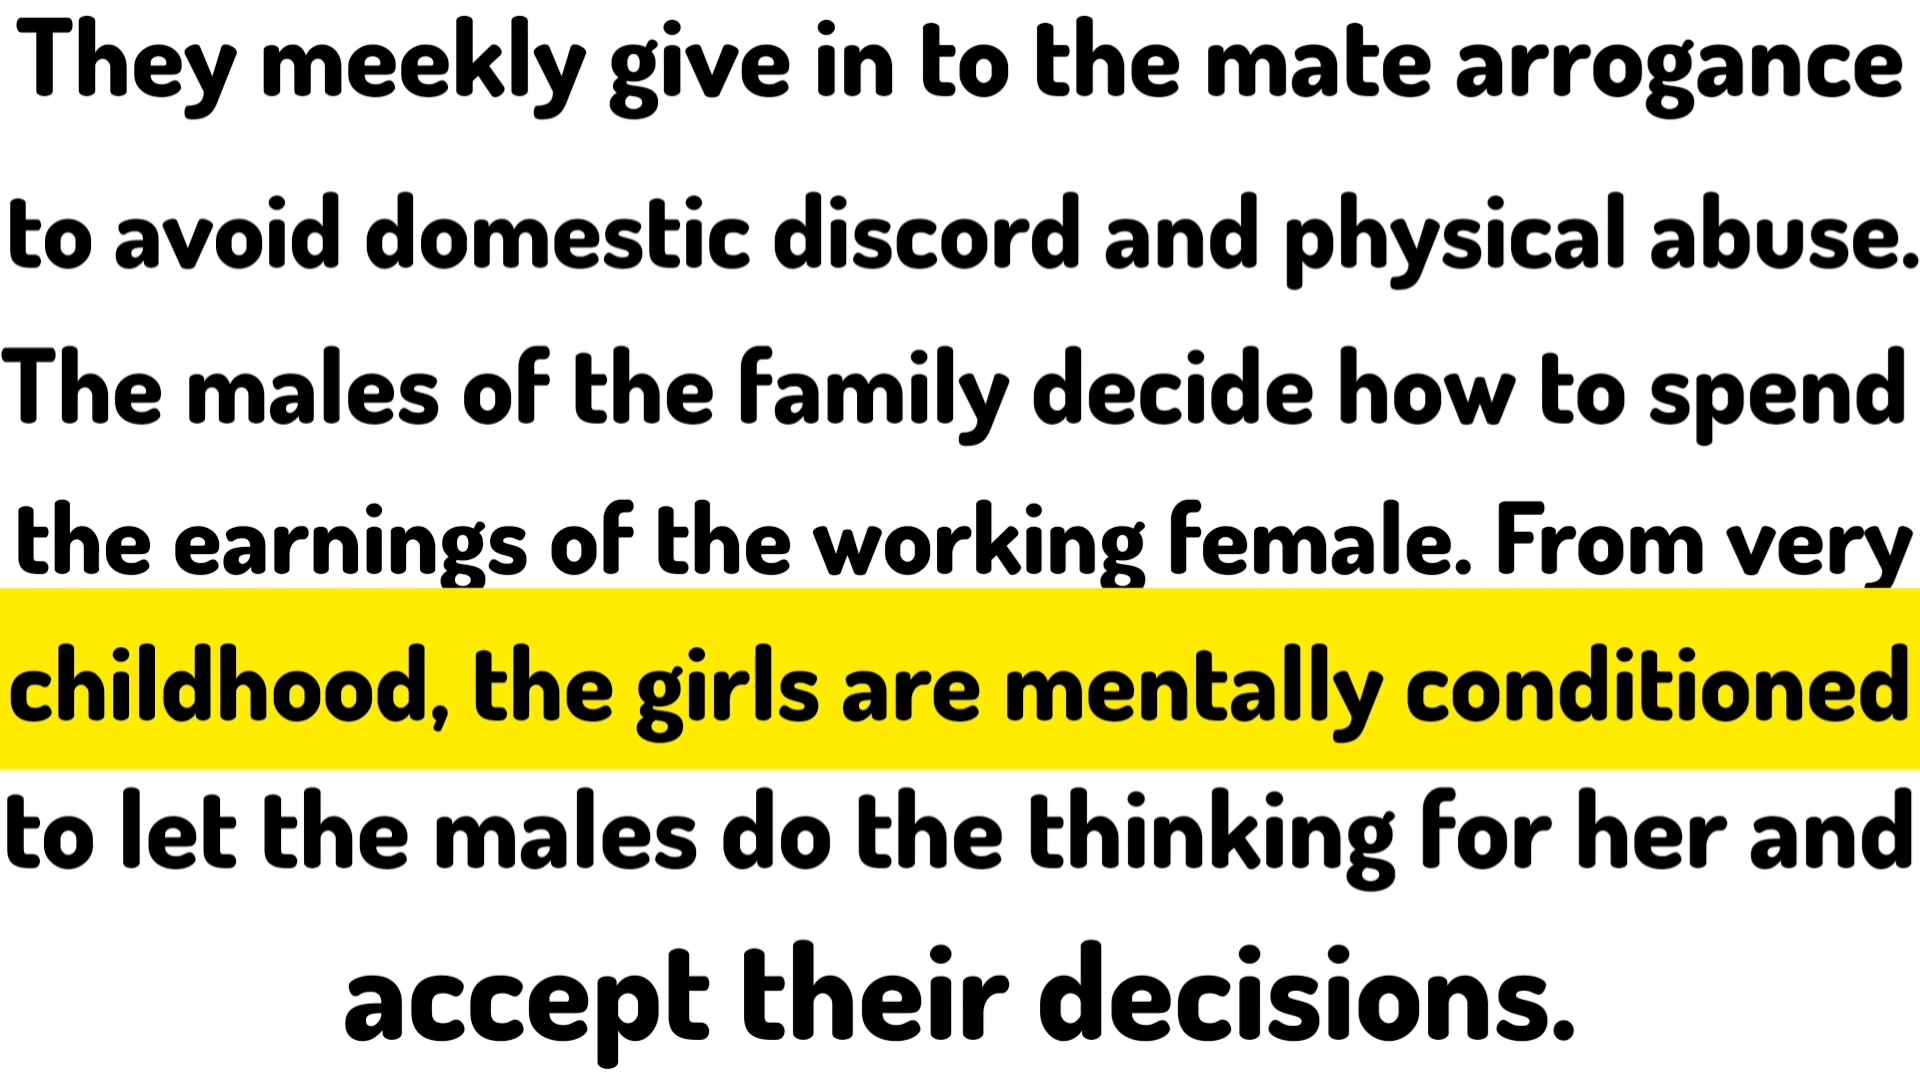 They meekly give in to the mate arrogance
to avoid domestic discord and physical abuse.
The males of the family decide how to spend
the earnings of the working female. From very
childhood, the girls are mentally conditioned
to let the males do the thinking for her and
accept their decisions.